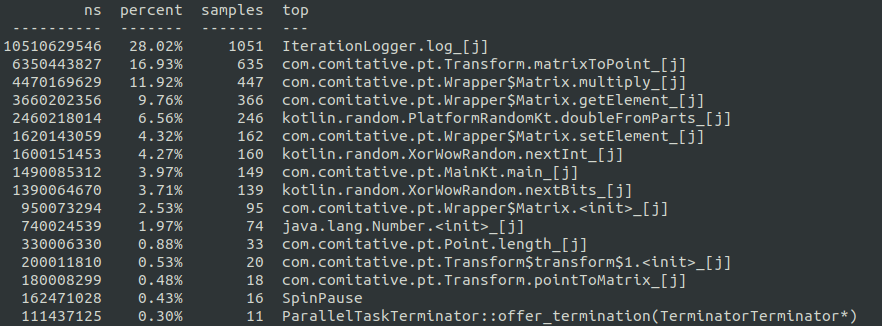 ns percent samples top
---------- ------- ------- ---
10510629546 28.02% 1051 IterationLogger.log_[j]
6350443827 16.93% 635 com.comitative.pt.Transform.matrixToPoint_[j]
4470169629 11.92% 447 com.comitative.pt.Wrapper$Matrix.multiply_[j]
3660202356 9.76% 366 com.comitative.pt.Wrapper$Matrix.getElement_[j]
2460218014 6.56% 246 kotlin.random.PlatformRandomKt.doubleFromParts_[j]
1620143059 4.32% 162 com.comitative.pt.Wrapper$Matrix.setElement_[j]
1600151453 4.27% 160 kotlin.random.XorWowRandom.nextInt_[j]
1490085312 3.97% 149 com.comitative.pt.MainKt.main_[j]
1390064670 3.71% 139 kotlin.random.XorWowRandom.nextBits_[j]
950073294 2.53% 95 com.comitative.pt.Wrapper$Matrix.<init>_[j]
740024539 1.97% 74 java.lang.Number.<init>_[j]
330006330 0.88% 33 com.comitative.pt.Point.length_[j]
200011810 0.53% 20 com.comitative.pt.Transform$transform$1.<init>_[j]
180008299 0.48% 18 com.comitative.pt.Transform.pointToMatrix_[j]
162471028 0.43% 16 SpinPause
111437125 0.30% 11 ParallelTaskTerminator::offer_termination(TerminatorTerminator*)